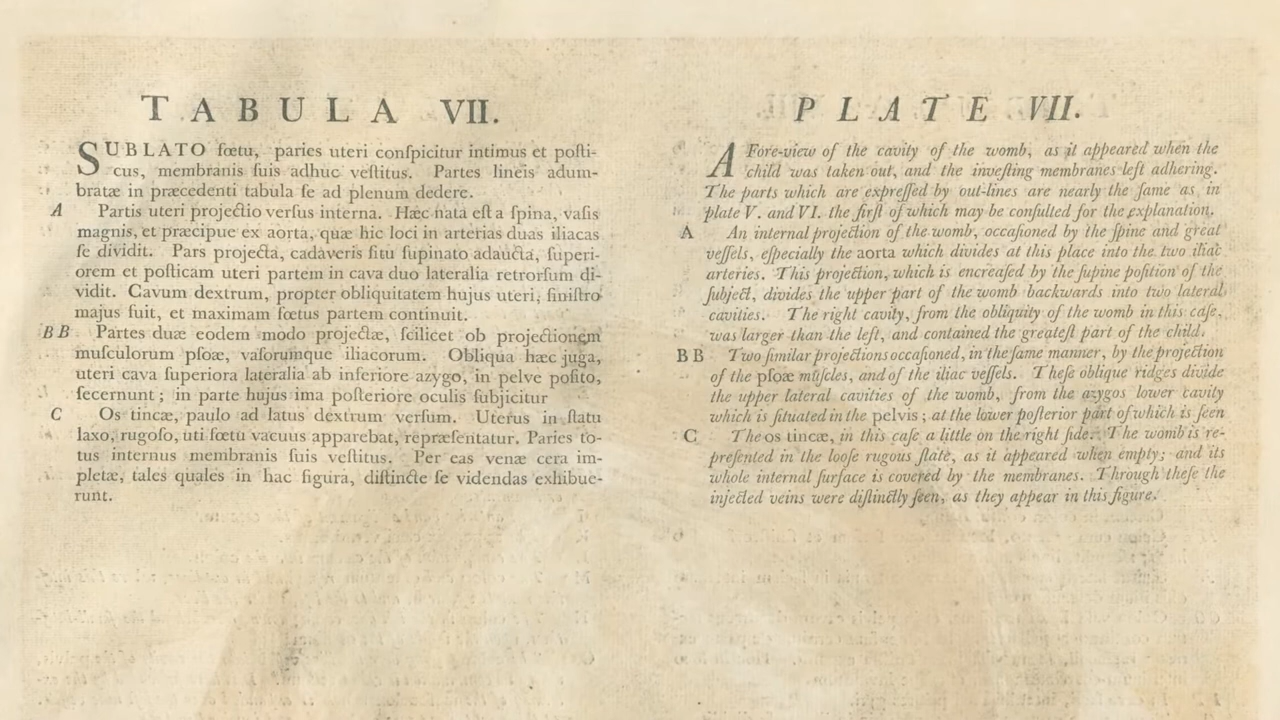 TABULA VII.
SUBLATO fœtu, paries uteri conſpicitur intimus et poſti-
cus, membranis ſuis adhuc veſtitus. Partes lineis adum-
bratæ in præcedenti tabula ſe ad plenum dedere.
A Partis uteri projectio verſus interna. Hæc nata eſt a ſpina, vaſis
magnis, et præcipue ex aorta, quæ hic loci in arterias duas iliacas
ſe dividit. Pars projecta, cadaveris ſitu ſupinato adaucta, ſuperi-
orem et poſticam uteri partem in cava duo lateralia retrorſum di-
vidit. Cavum dextrum, propter obliquitatem hujus uteri, ſiniſtro
majus fuit, et maximam fœtus partem continuit.
BB Partes duæ eodem modo projectæ, ſcilicet ob projectionem
muſculorum pſoæ, vaſorumque iliacorum. Obliqua hæc juga,
uteri cava ſuperiora lateralia ab inferiore azygo, in pelve poſito,
ſecernunt; in parte hujus ima poſteriore oculis ſubjicitur
C Os tincæ, paulo ad latus dextrum verſum. Uterus in ſtatu
laxo, rugoſo, uti fœtu vacuus apparebat, repræſentatur. Paries to-
tus internus membranis ſuis veſtitus. Per eas venæ cera im-
pletæ, tales quales in hac figura, diſtincte ſe videndas exhibue-
runt.
PLATE VII.
A Fore-view of the cavity of the womb, as it appeared when the
child was taken out, and the inveſting membranes left adhering.
The parts which are expreſſed by out-lines are nearly the ſame as in
plate V. and VI. the firſt of which may be conſulted for the explanation.
A An internal projection of the womb, occaſioned by the ſpine and great
veſſels, eſpecially the aorta which divides at this place into the two iliac
arteries. This projection, which is encreaſed by the ſupine poſition of the
ſubject, divides the upper part of the womb backwards into two lateral
cavities. The right cavity, from the obliquity of the womb in this caſe,
was larger than the left, and contained the greateſt part of the child.
BB Two ſimilar projections occaſioned, in the ſame manner, by the projection
of the pſoæ muſcles, and of the iliac veſſels. Theſe oblique ridges divide
the upper lateral cavities of the womb, from the azygos lower cavity
which is ſituated in the pelvis; at the lower poſterior part of which is ſeen
C The os tincæ, in this caſe a little on the right ſide. The womb is re-
preſented in the looſe rugous ſtate, as it appeared when empty; and its
whole internal ſurface is covered by the membranes. Through theſe the
injected veins were diſtinctly ſeen, as they appear in this figure.